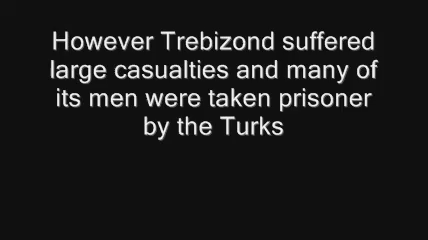 However Trebizond suffered
large casualties and many of
its men were taken prisoner
by the Turks